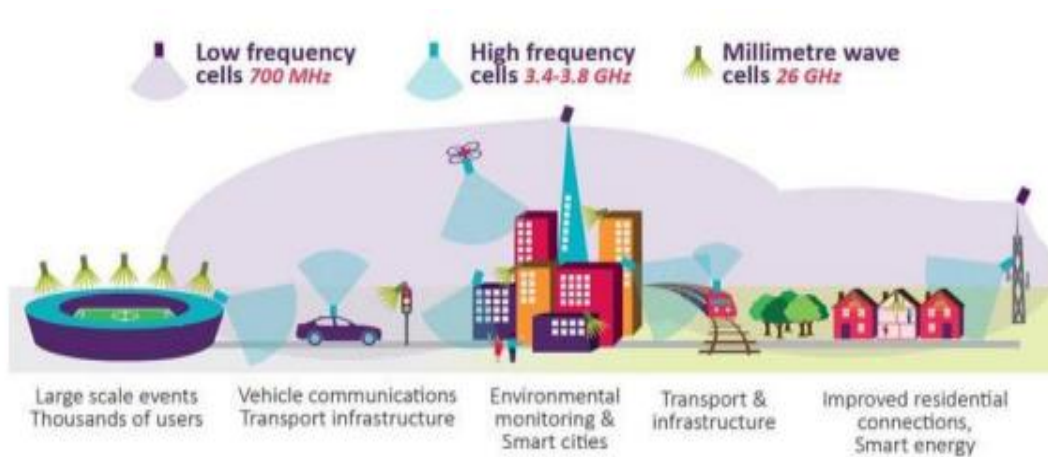 Low frequency
cells 700 MHz
High frequency
cells 3.4-3.8 GHz
Millimetre wave
cells 26 GHz
Large scale events
Thousands of users
Vehicle communications
Transport infrastructure
Environmental
monitoring &
Smart cities
Transport &
infrastructure
Improved residential
connections,
Smart energy